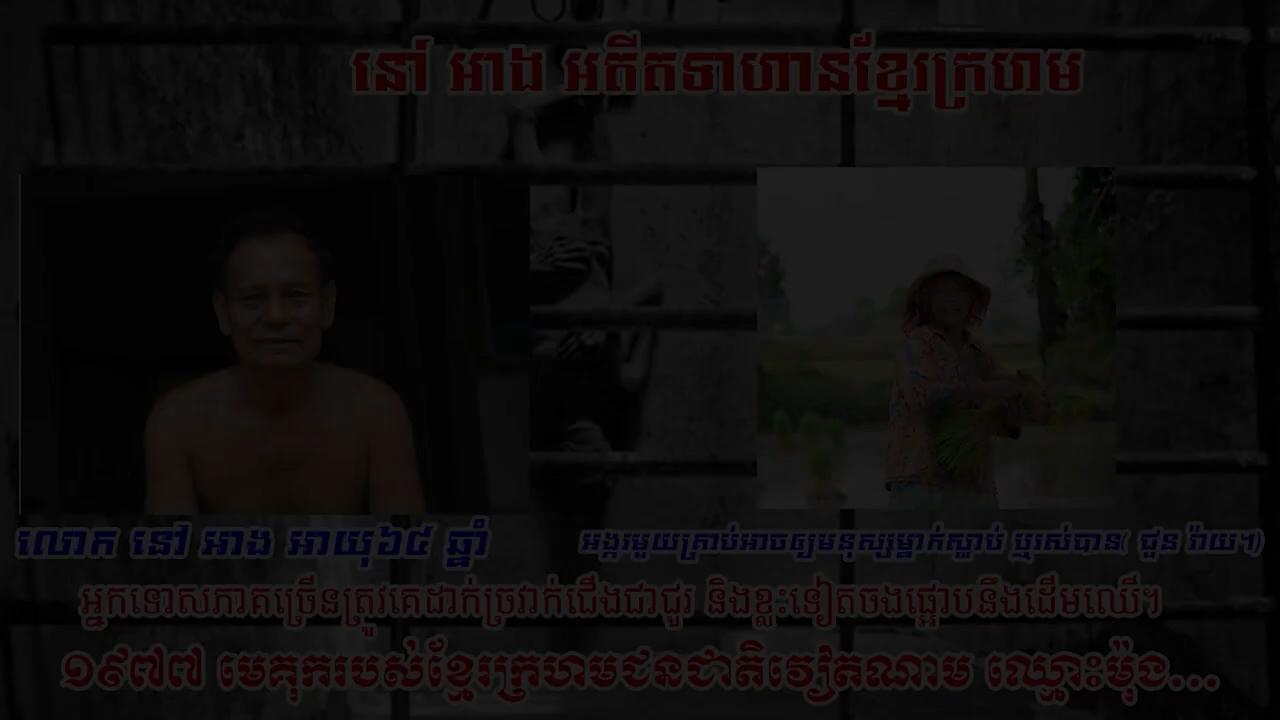 នៅ អាង អតីតទាហានខ្មែរក្រហម
លោក នៅ អាង អាយុ៦៥ ឆ្នាំ
អង្ករមួយគ្រាប់អាចឲ្យមនុស្សម្នាក់ស្លាប់ ឬរស់បាន( ជួន វ៉ាយ។)
អ្នកទោសភាគច្រើនត្រូវគេដាក់ច្រវាក់ជើងជាជួរ និងខ្លះទៀតចងផ្អោបនឹងដើមឈើ។
១៩៧៧ មេគុករបស់ខ្មែរក្រហមជនជាតិវៀតណាម ឈ្មោះម៉ុង...